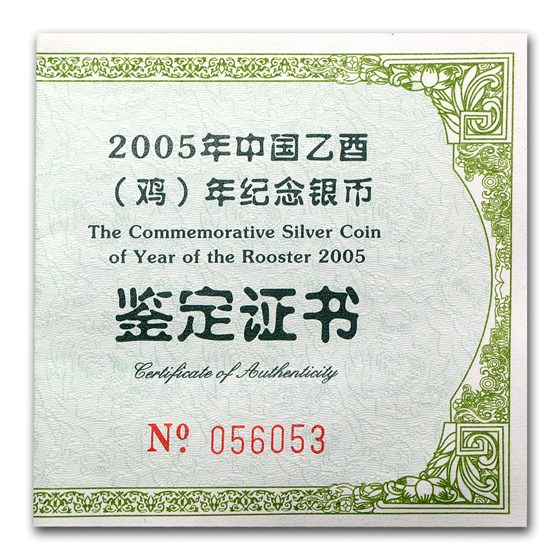 2005年中国乙酉
（鸡）年纪念银币
The Commemorative Silver Coin
of Year of the Rooster 2005
鉴定证书
Certificate of Authenticity
Nº 056053